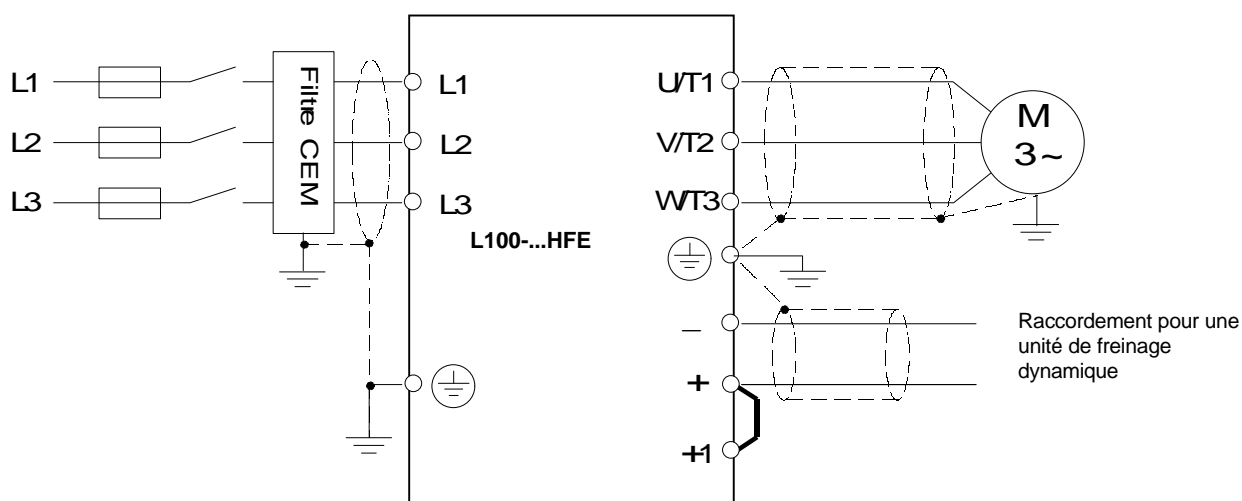 L1
L2
L3
Filtre CEM
L1
L2
L3
L100-...HFE
U/T1
V/T2
W/T3
–
+
+1
M
3~
Raccordement pour une
unité de freinage
dynamique